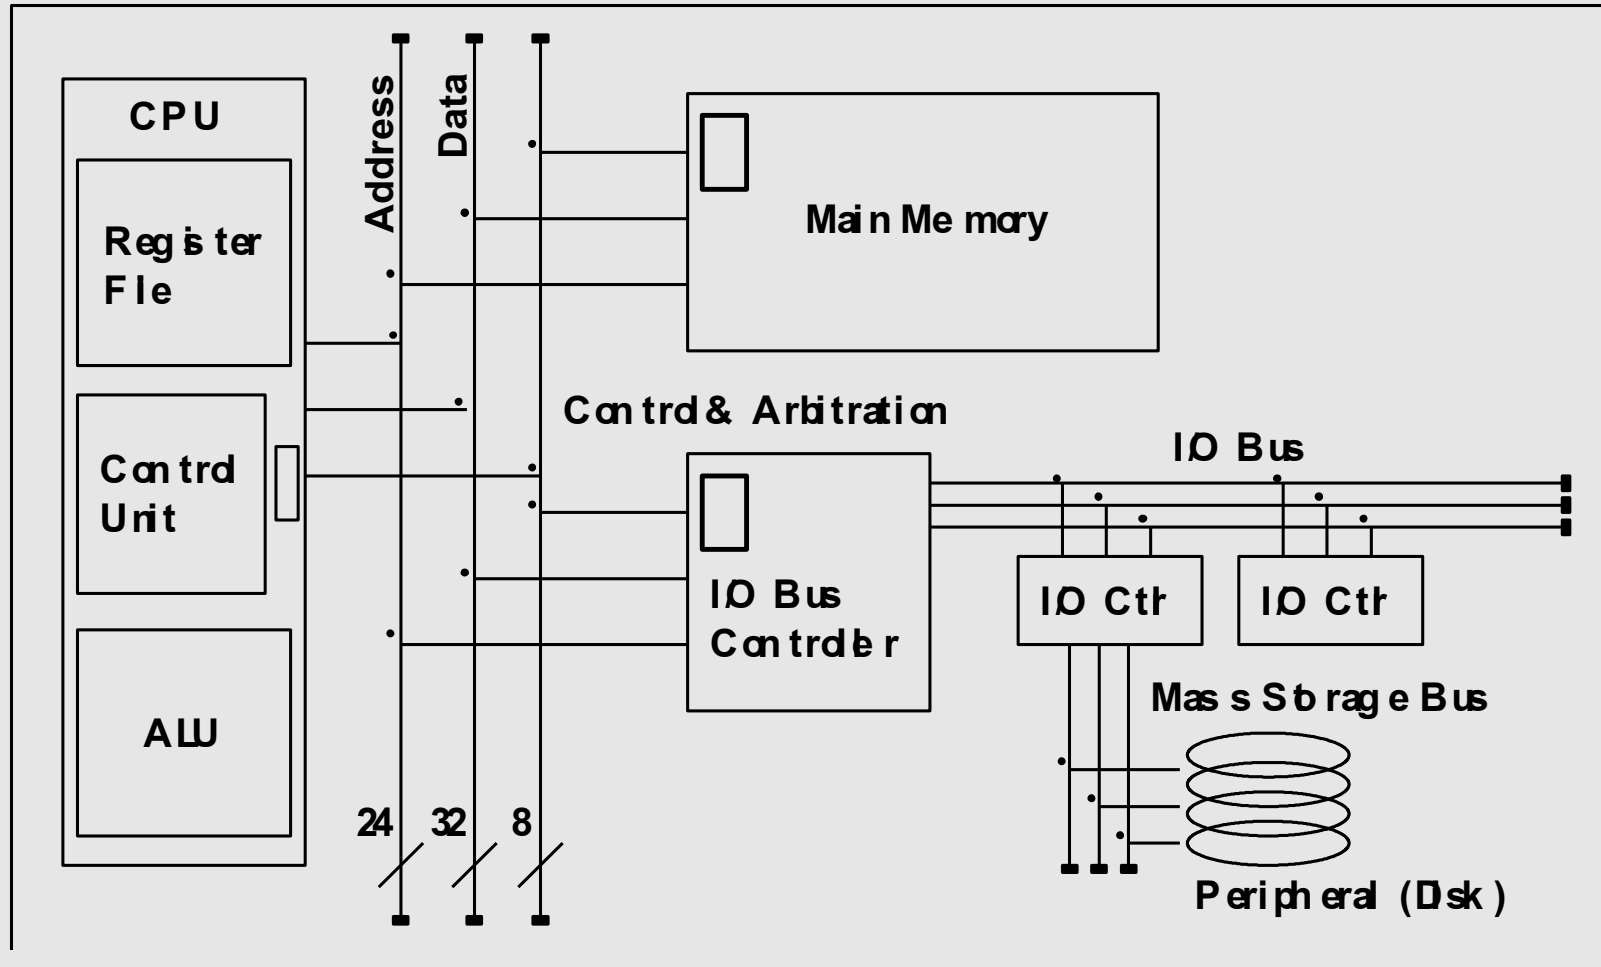 CPU
Register
File
Control
Unit
ALU
Address
Data
Main Memory
Control & Arbitration
I/O Bus
I/O Bus
Controller
I/O Ctlr
I/O Ctlr
Mass Storage Bus
24
32
8
Peripheral (Disk)